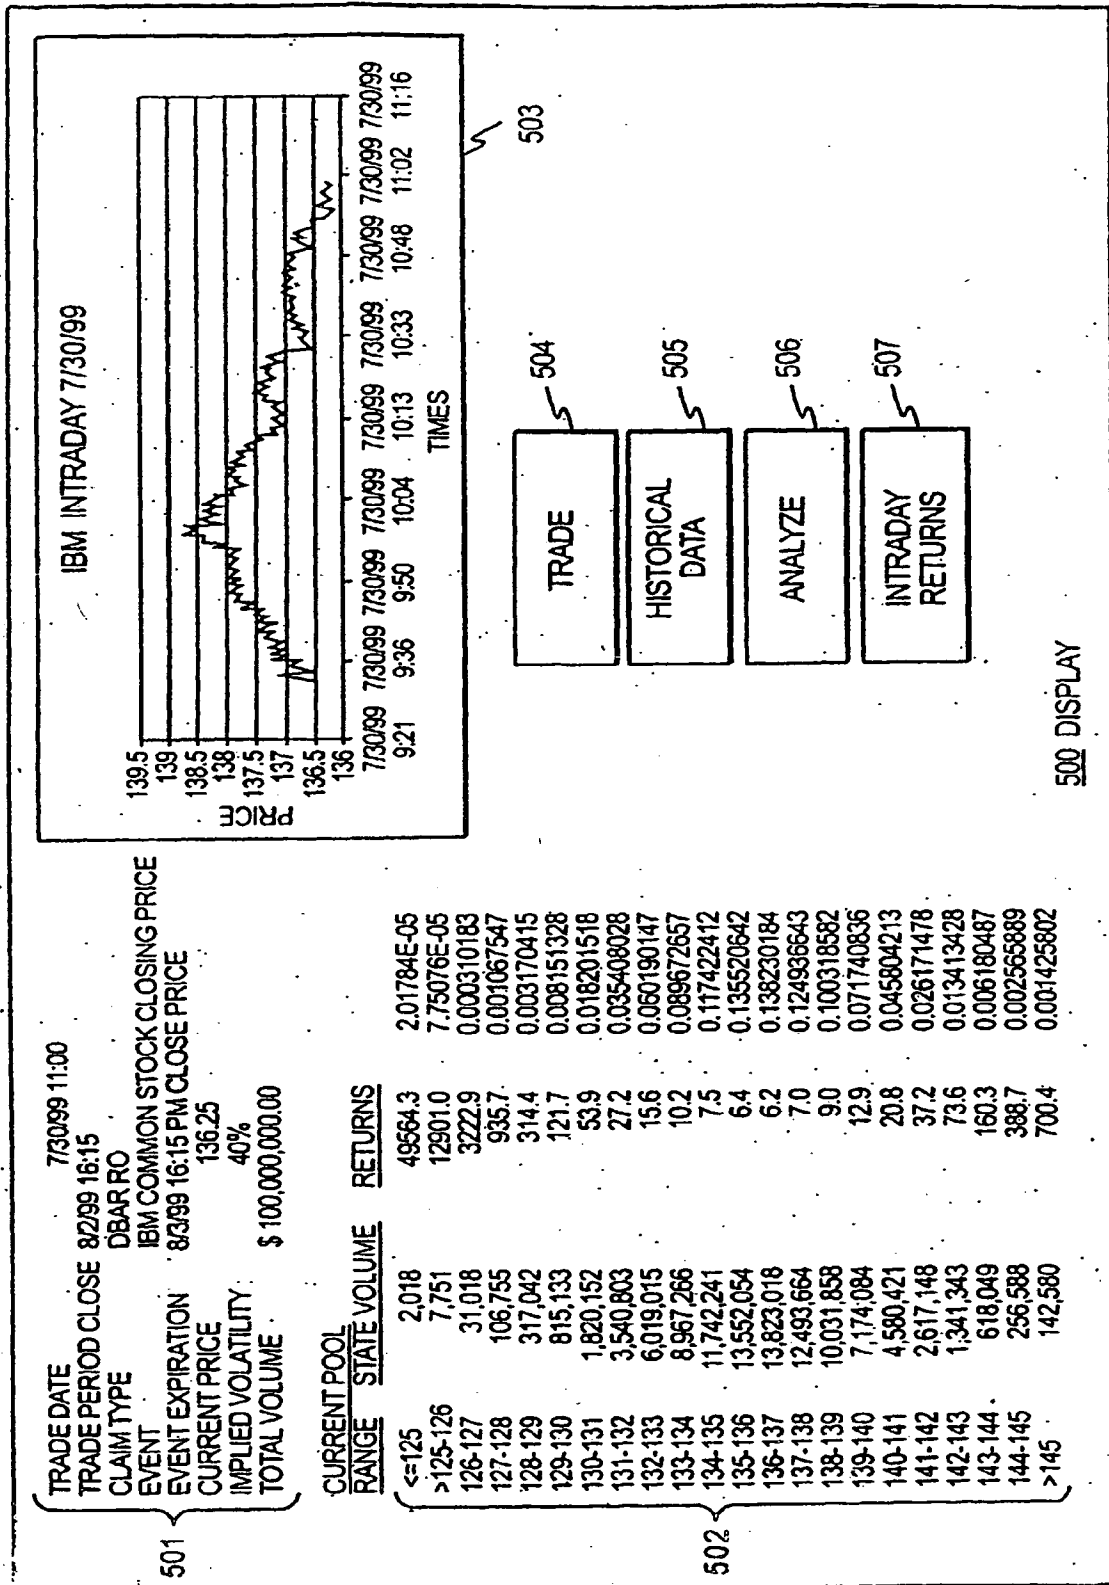 TRADE DATE 7/30/99 11:00
TRADE PERIOD CLOSE 8/2/99 16:15
CLAIM TYPE DBAR RO
EVENT IBM COMMON STOCK CLOSING PRICE
EVENT EXPIRATION 8/3/99 16:15 PM CLOSE PRICE
CURRENT PRICE 136.25
IMPLIED VOLATILITY 40%
TOTAL VOLUME $ 100,000,000.00
501
CURRENT POOL
RANGE STATE VOLUME RETURNS
<=125 2,018 49564.3 2.01784E-05
>125-126 7,751 12901.0 7.75076E-05
126-127 31,018 3222.9 0.000310183
127-128 106,755 935.7 0.001067547
128-129 317,042 314.4 0.003170415
129-130 815,133 121.7 0.008151328
130-131 1,820,152 53.9 0.018201518
131-132 3,540,803 27.2 0.035408028
132-133 6,019,015 15.6 0.060190147
133-134 8,967,266 10.2 0.089672657
134-135 11,742,241 7.5 0.117422412
135-136 13,552,054 6.4 0.135520642
136-137 13,823,018 6.2 0.138230184
137-138 12,493,664 7.0 0.124936643
138-139 10,031,858 9.0 0.100318582
139-140 7,174,084 12.9 0.071740836
140-141 4,580,421 20.8 0.045804213
141-142 2,617,148 37.2 0.026171478
142-143 1,341,343 73.6 0.013413428
143-144 618,049 160.3 0.006180487
144-145 256,588 388.7 0.002565889
>145 142,580 700.4 0.001425802
502
IBM INTRADAY 7/30/99
PRICE
139.5
139
138.5
138
137.5
137
136.5
136
7/30/99 7/30/99 7/30/99 7/30/99 7/30/99 7/30/99 7/30/99 7/30/99 7/30/99
9:21 9:36 9:50 10:04 10:13 10:33 10:48 11:02 11:16
TIMES
503
TRADE
504
HISTORICAL
DATA
505
ANALYZE
506
INTRADAY
RETURNS
507
500 DISPLAY